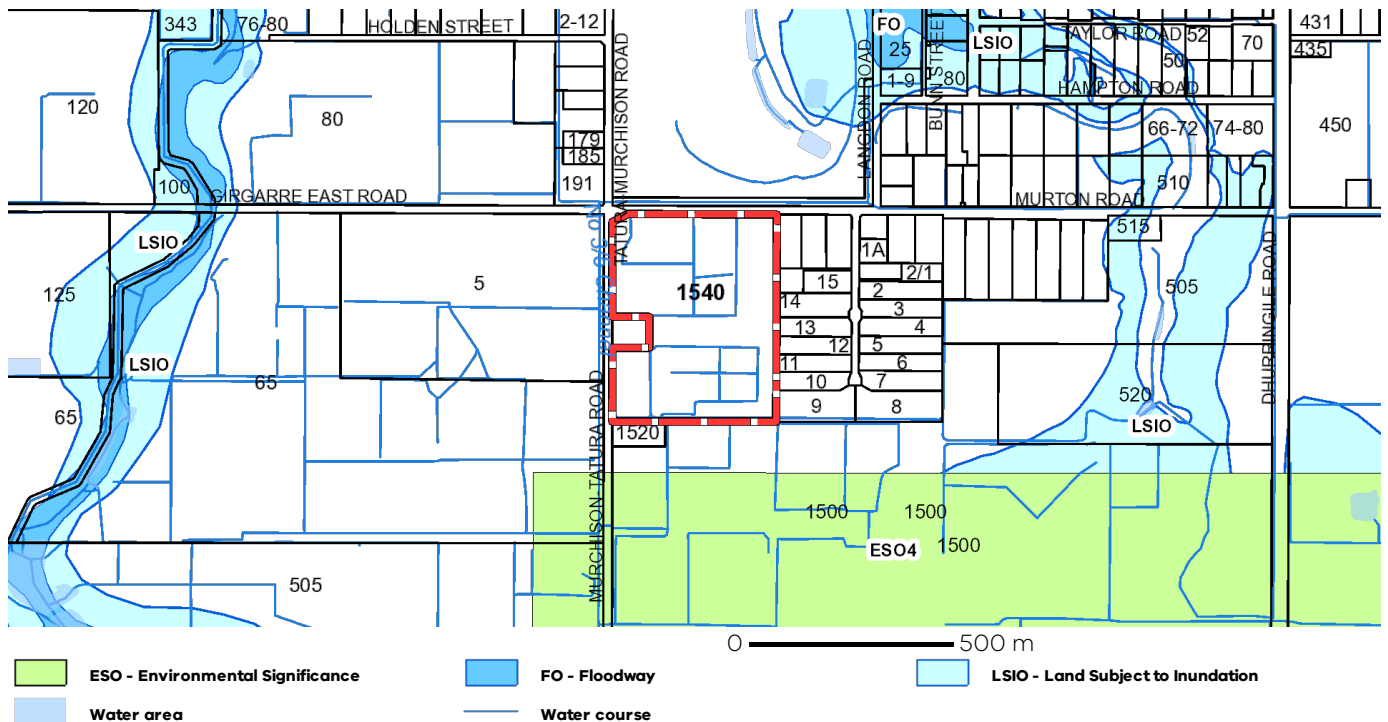 343
76-80
HOLDEN STREET
2-12
FO
25
LSIO
TAYLOR ROAD
52
50
70
431
435
120
80
179
185
191
TATURA-MURCHISON ROAD
LANGDON ROAD
1-9
80
HAMPTON ROAD
66-72
74-80
450
100
GIRGARRE EAST ROAD
510
MURTON ROAD
LSIO
515
1A
2/1
125
5
1540
15
2
14
3
505
13
4
12
5
DHURRINGILE ROAD
LSIO
11
6
65
10
7
65
9
8
520
LSIO
1520
MURCHISON TATURA ROAD
1500
1500
1500
ESO4
505
0
500 m
ESO - Environmental Significance
FO - Floodway
LSIO - Land Subject to Inundation
Water area
Water course